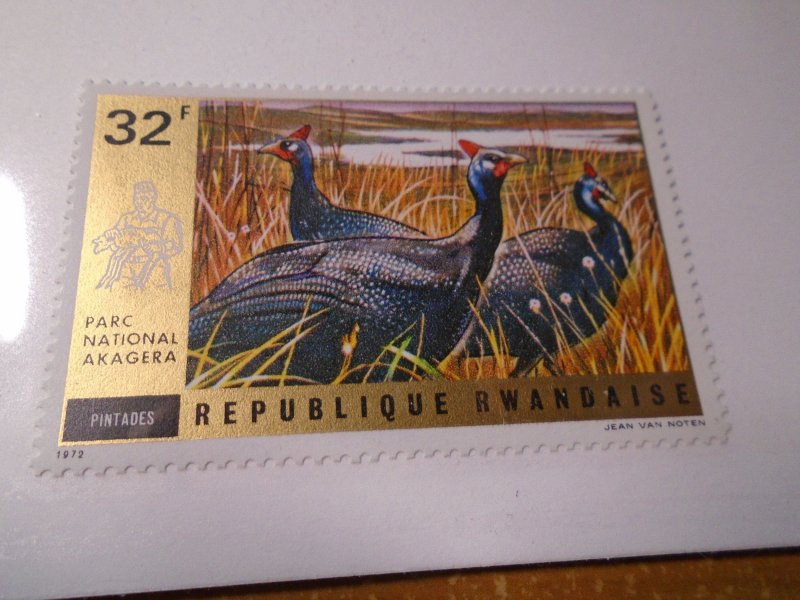 32F
PARC
NATIONAL
AKAGERA
PINTADES
REPUBLIQUE RWANDAISE
1972
JEAN VAN NOTEN